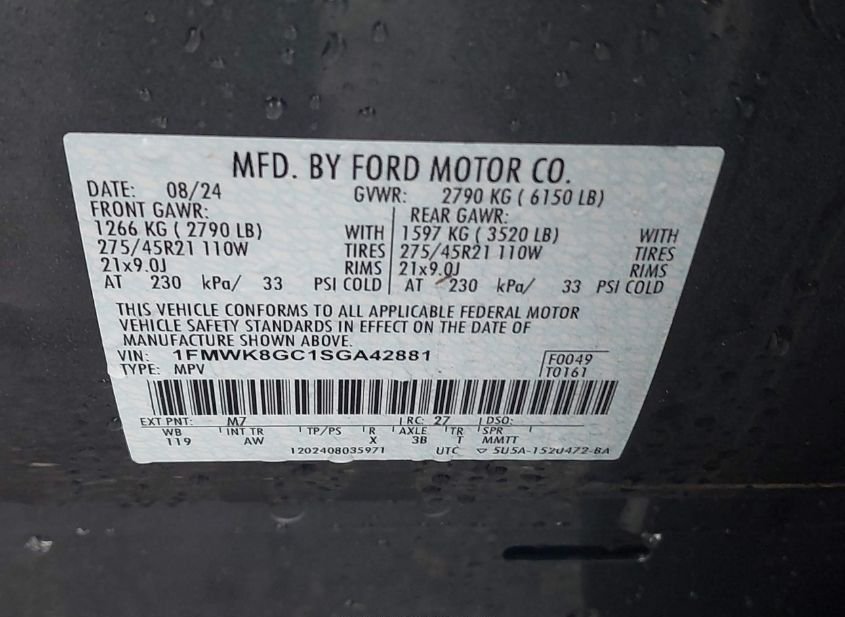 MFD. BY FORD MOTOR CO.
DATE: 08/24 GVWR: 2790 KG ( 6150 LB)
FRONT GAWR: REAR GAWR:
1266 KG ( 2790 LB) WITH 1597 KG ( 3520 LB) WITH
275/45R21 110W TIRES 275/45R21 110W TIRES
21x9.0J RIMS 21x9.0J RIMS
AT 230 kPa/ 33 PSI COLD AT 230 kPa/ 33 PSI COLD
THIS VEHICLE CONFORMS TO ALL APPLICABLE FEDERAL MOTOR
VEHICLE SAFETY STANDARDS IN EFFECT ON THE DATE OF
MANUFACTURE SHOWN ABOVE.
VIN: 1FMWK8GC1SGA42881 F0049
TYPE: MPV T0161
EXT PNT: M7 RC: 27 DSO:
WB INT TR TP/PS R AXLE TR SPR
119 AW X 3B T MMTT
1202408035971 UTC ▽ 5U5A-1520472-BA